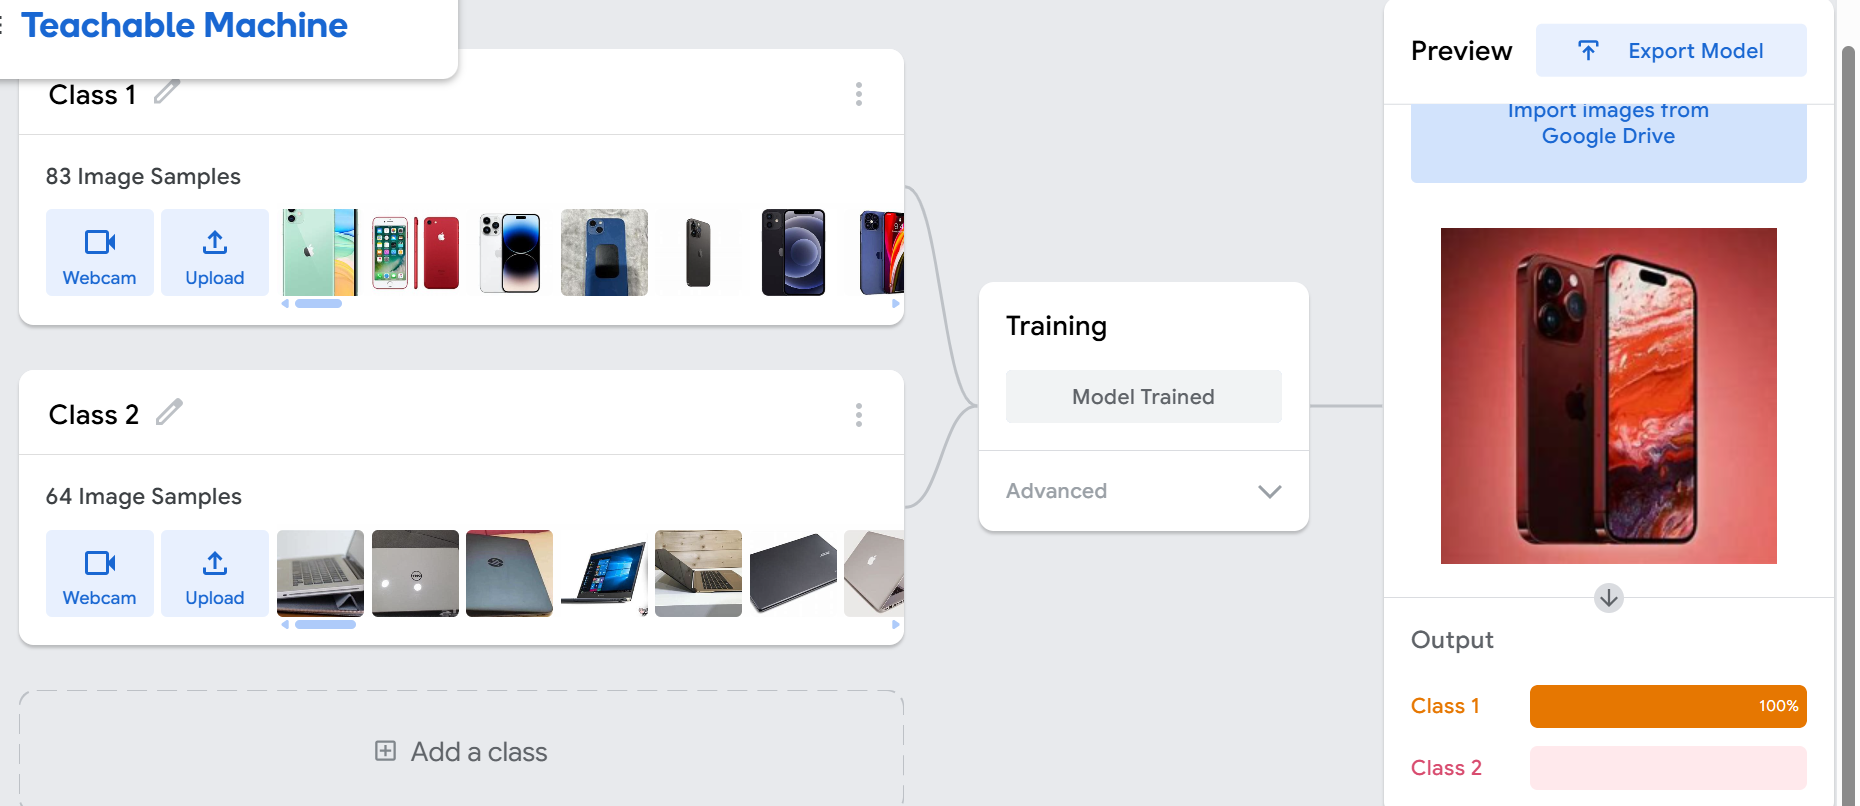 Teachable Machine
Class 1
83 Image Samples
Webcam
Upload
Class 2
64 Image Samples
Webcam
Upload
Add a class
Training
Model Trained
Advanced
Preview
Export Model
Import images from
Google Drive
Output
Class 1
100%
Class 2